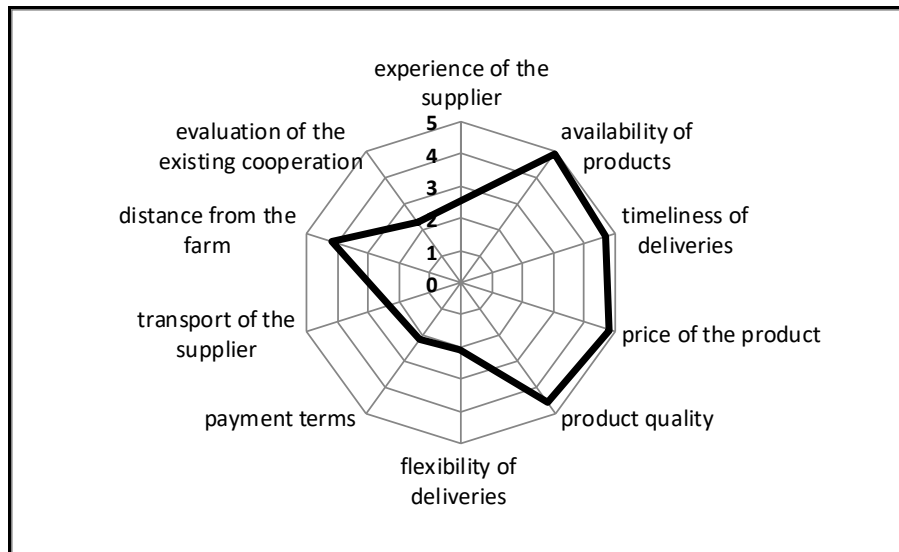 experience of the
supplier
availability of
products
timeliness of
deliveries
price of the product
product quality
flexibility of
deliveries
payment terms
transport of the
supplier
distance from the
farm
evaluation of the
existing cooperation
5
4
3
2
1
0